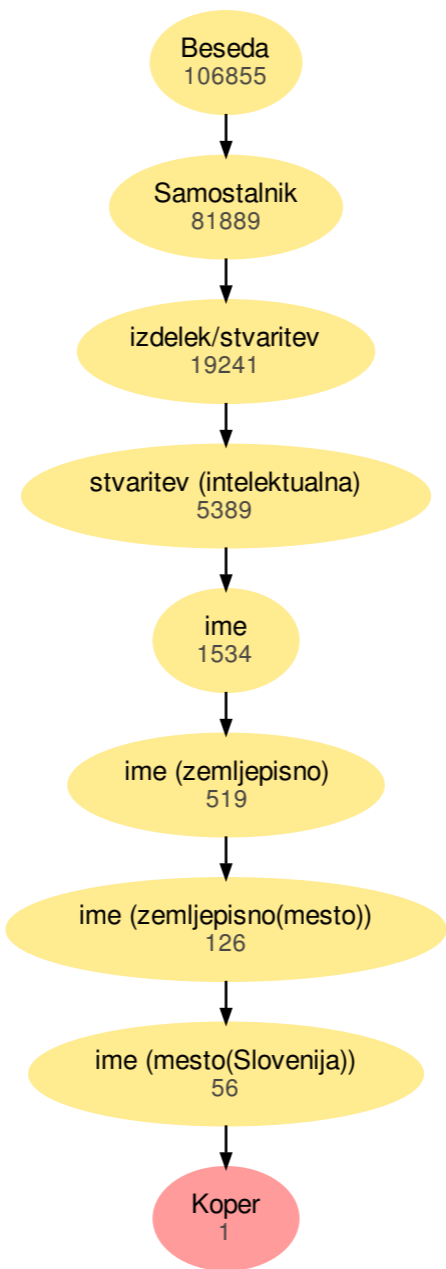 Beseda
106855
Samostalnik
81889
izdelek/stvaritev
19241
stvaritev (intelektualna)
5389
ime
1534
ime (zemljepisno)
519
ime (zemljepisno(mesto))
126
ime (mesto(Slovenija))
56
Koper
1